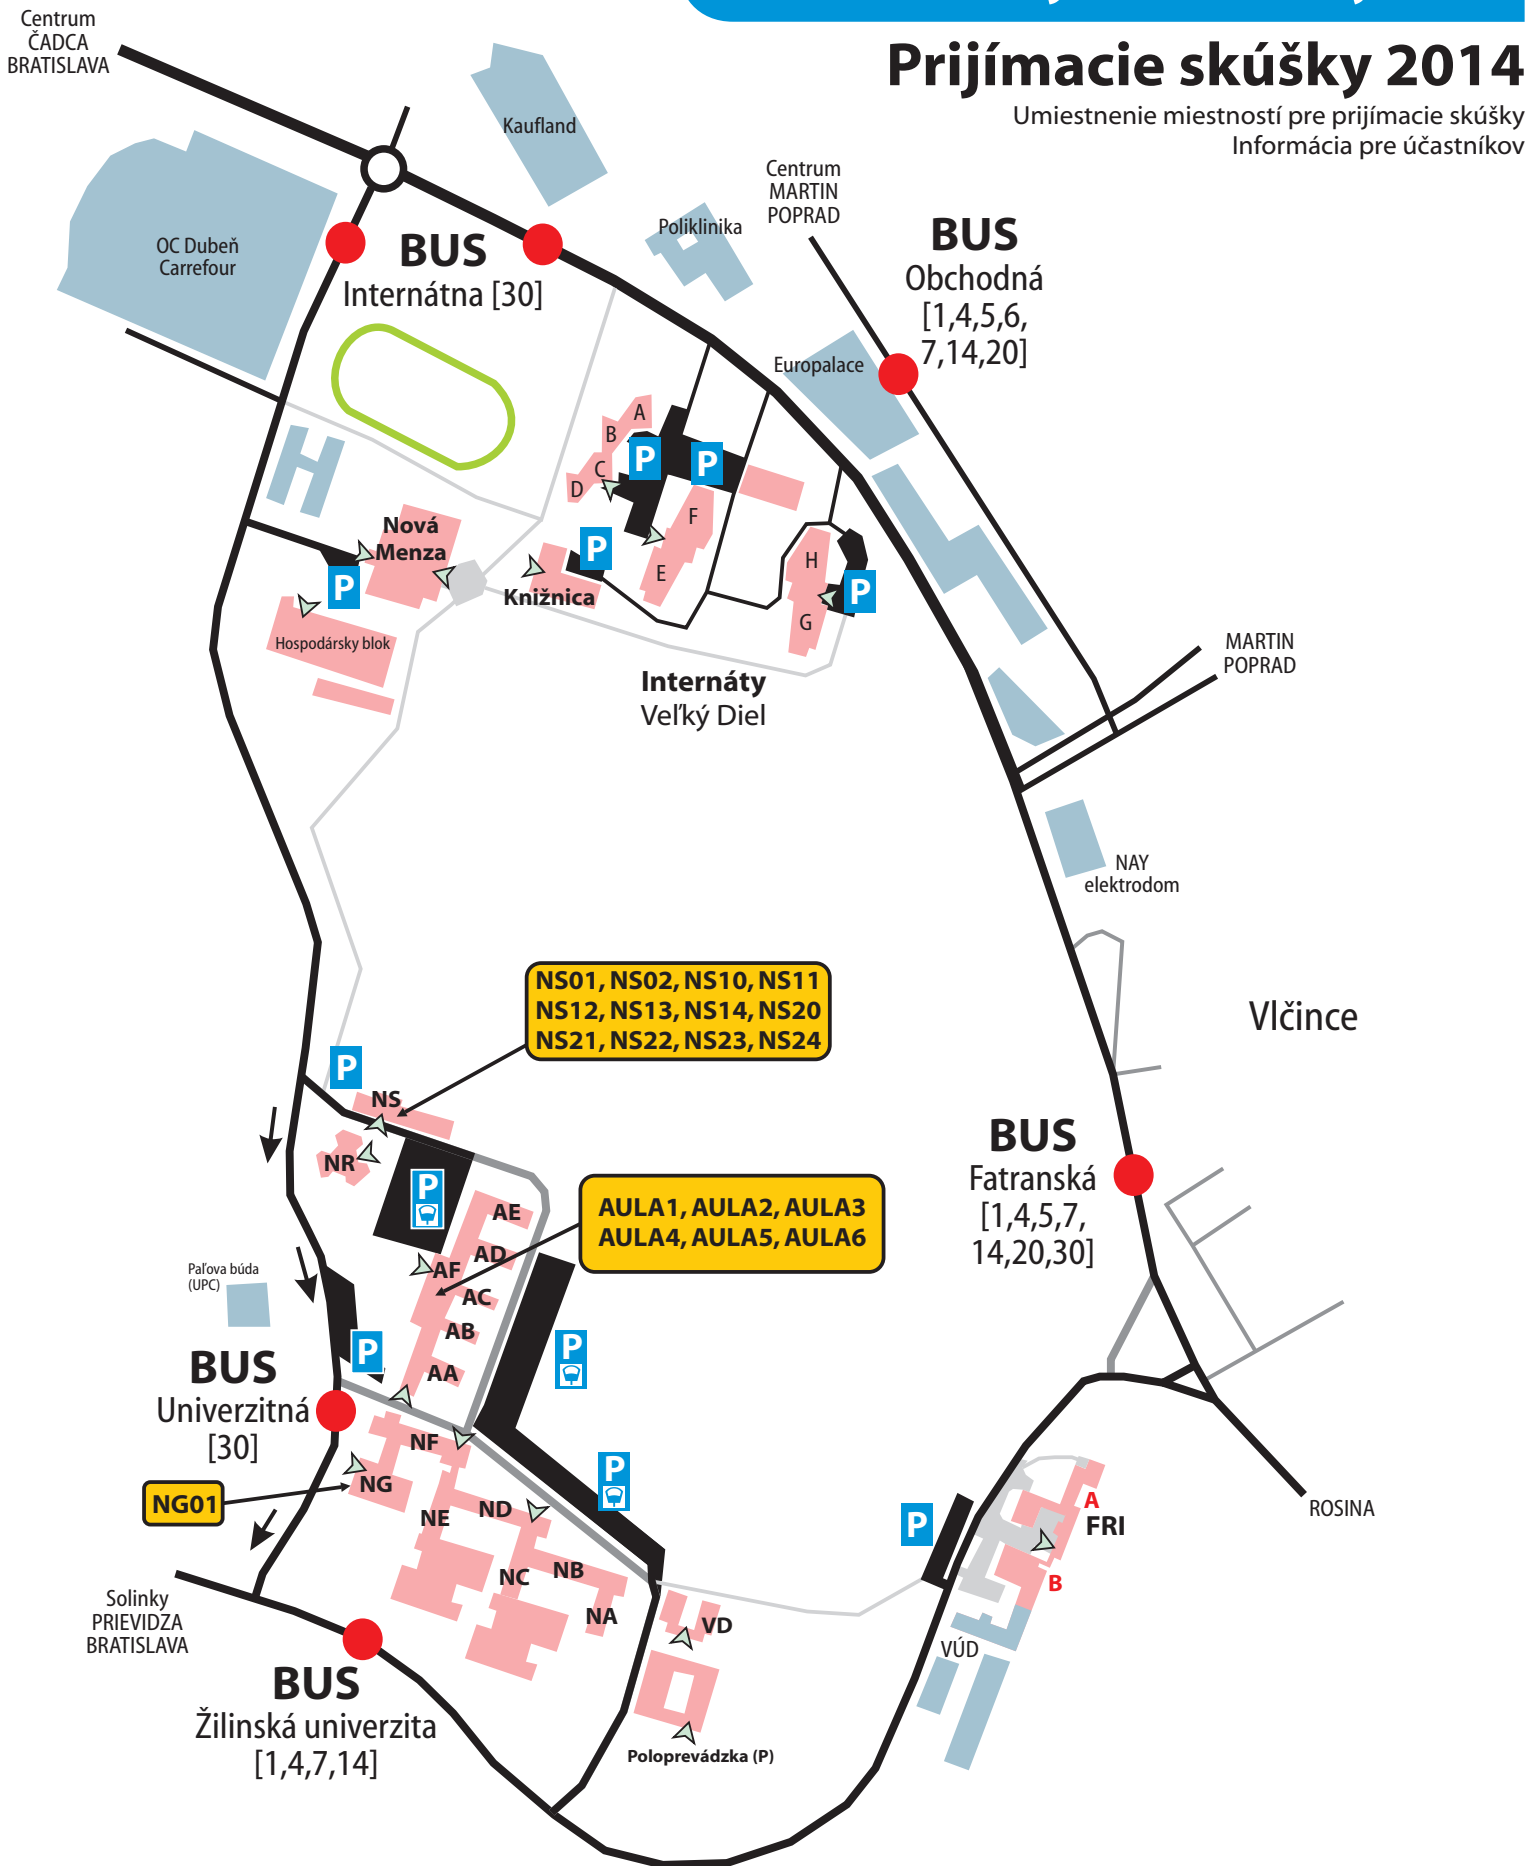 Prijímacie skúšky 2014
Umiestnenie miestností pre prijímacie skúšky
Informácia pre účastníkov
Centrum
ČADCA
BRATISLAVA
Kaufland
Centrum
MARTIN
POPRAD
Poliklinika
OC Dubeň
Carrefour
BUS
Internátna [30]
BUS
Obchodná
[1,4,5,6,
7,14,20]
Europalace
A
B
C
D
P
P
F
E
Nová
Menza
P
P
Knižnica
H
G
P
Hospodársky blok
Internáty
Veľký Diel
MARTIN
POPRAD
NAY
elektrodom
Vlčince
NS01, NS02, NS10, NS11
NS12, NS13, NS14, NS20
NS21, NS22, NS23, NS24
P
NS
NR
P
AULA1, AULA2, AULA3
AULA4, AULA5, AULA6
BUS
Fatranská
[1,4,5,7,
14,20,30]
AE
AD
AF
AC
AB
AA
Paľova búda
(UPC)
P
P
BUS
Univerzitná
[30]
NF
NG
NG01
P
ND
NE
NC
NB
NA
P
A
FRI
B
ROSINA
Solinky
PRIEVIDZA
BRATISLAVA
VD
VÚD
BUS
Žilinská univerzita
[1,4,7,14]
Poloprevádzka (P)